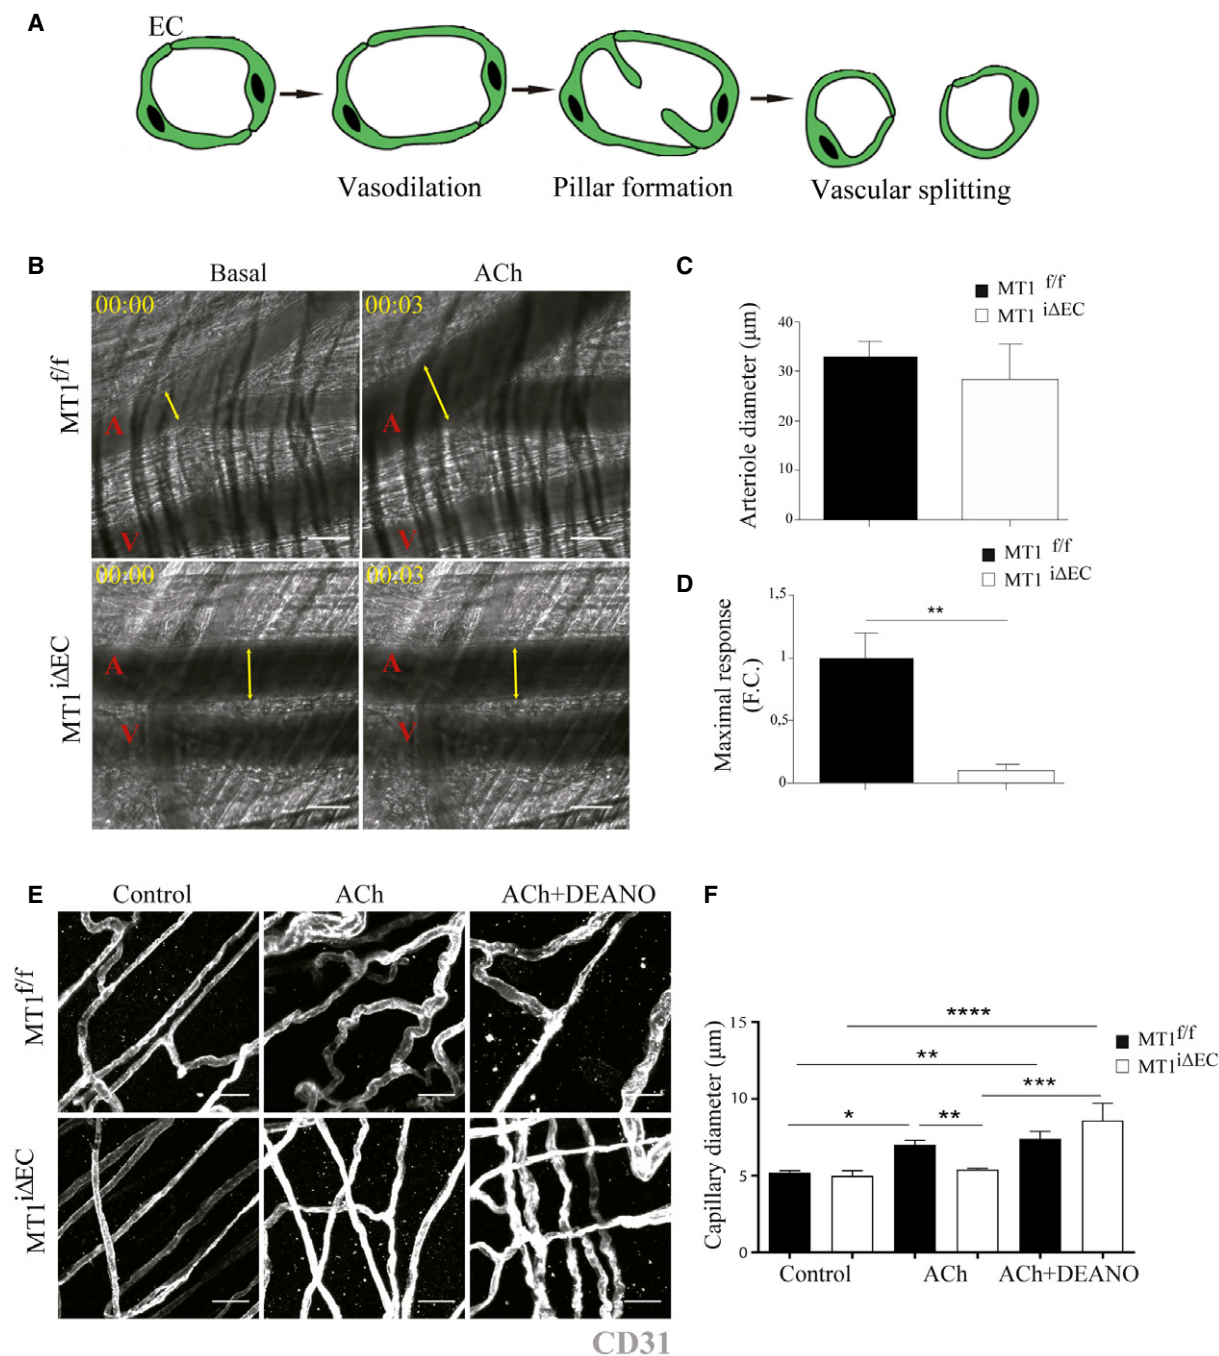 A
EC
Vasodilation
Pillar formation
Vascular splitting
B
Basal
ACh
MT1 f/f
00:00
A
V
00:03
A
V
MT1 iΔEC
00:00
A
V
00:03
A
V
C
MT1 f/f
MT1 iΔEC
Arteriole diameter (µm)
40
30
20
10
0
D
MT1 f/f
MT1 iΔEC
Maximal response
(F.C.)
1,5
1
0,5
0
**
E
Control
ACh
ACh+DEANO
MT1f/f
MT1iΔEC
CD31
F
MT1f/f
MT1iΔEC
Capillary diameter (µm)
15
10
5
0
****
**
***
*
**
Control
ACh
ACh+DEANO